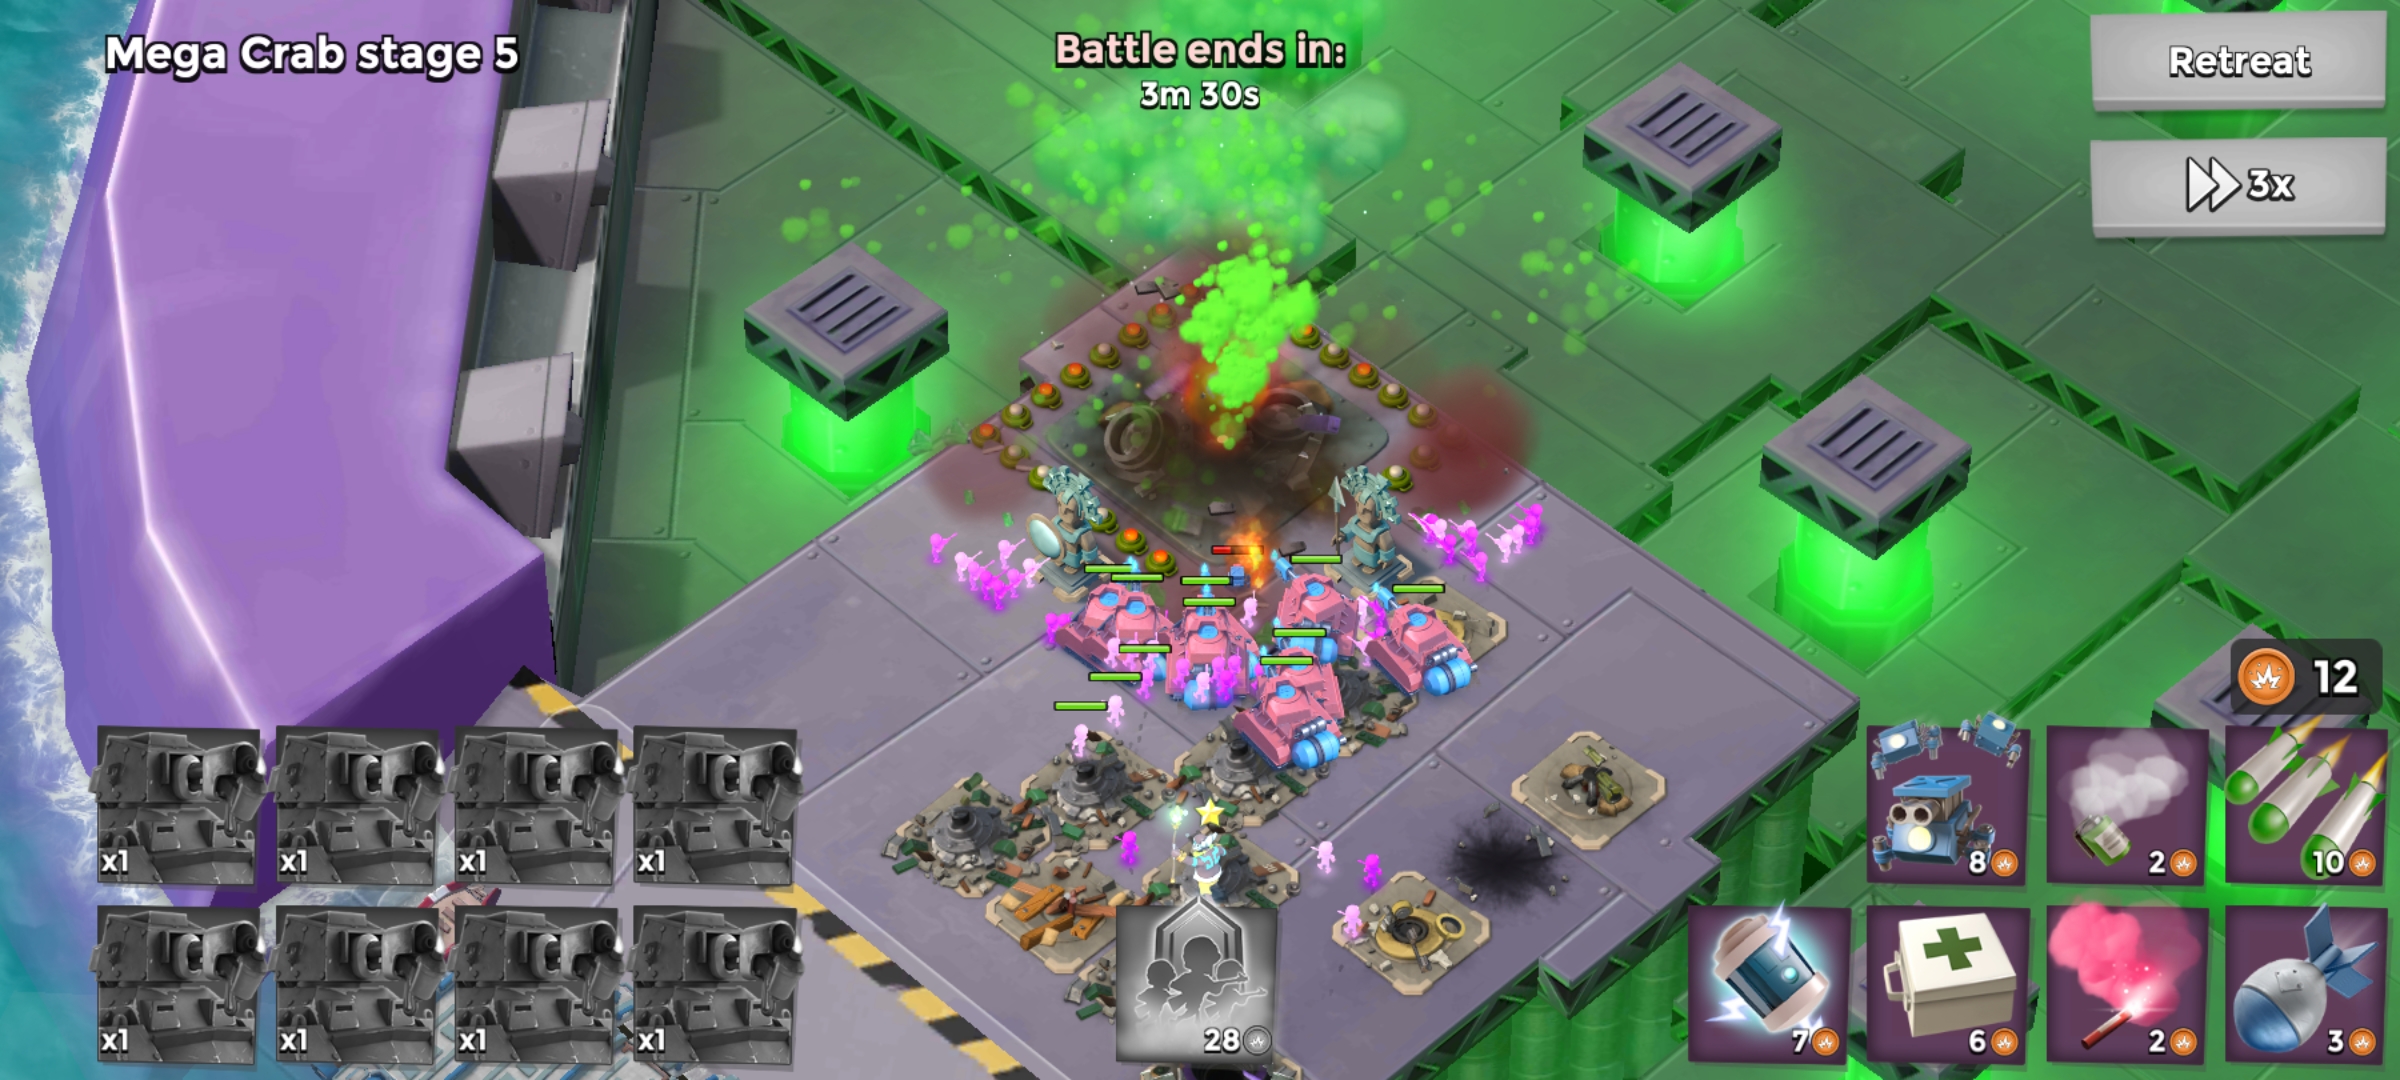 Mega Crab stage 5
Battle ends in:
3m 30s
Retreat
3x
12
8
2
10
x1
x1
x1
x1
x1
x1
x1
x1
28
7
6
2
3